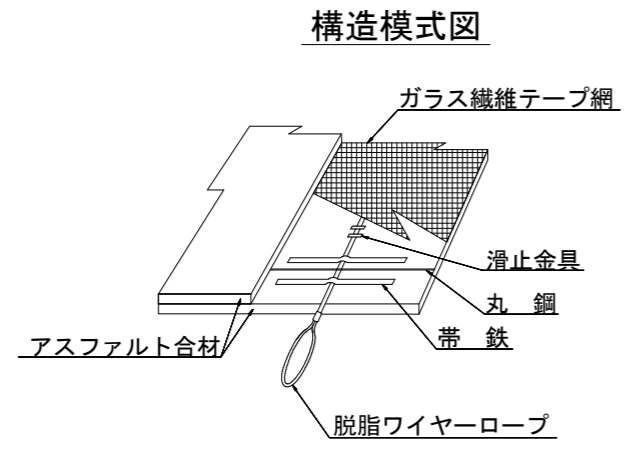 構造模式図
ガラス繊維テープ網
滑止金具
丸　鋼
帯　鉄
アスファルト合材
脱脂ワイヤーロープ